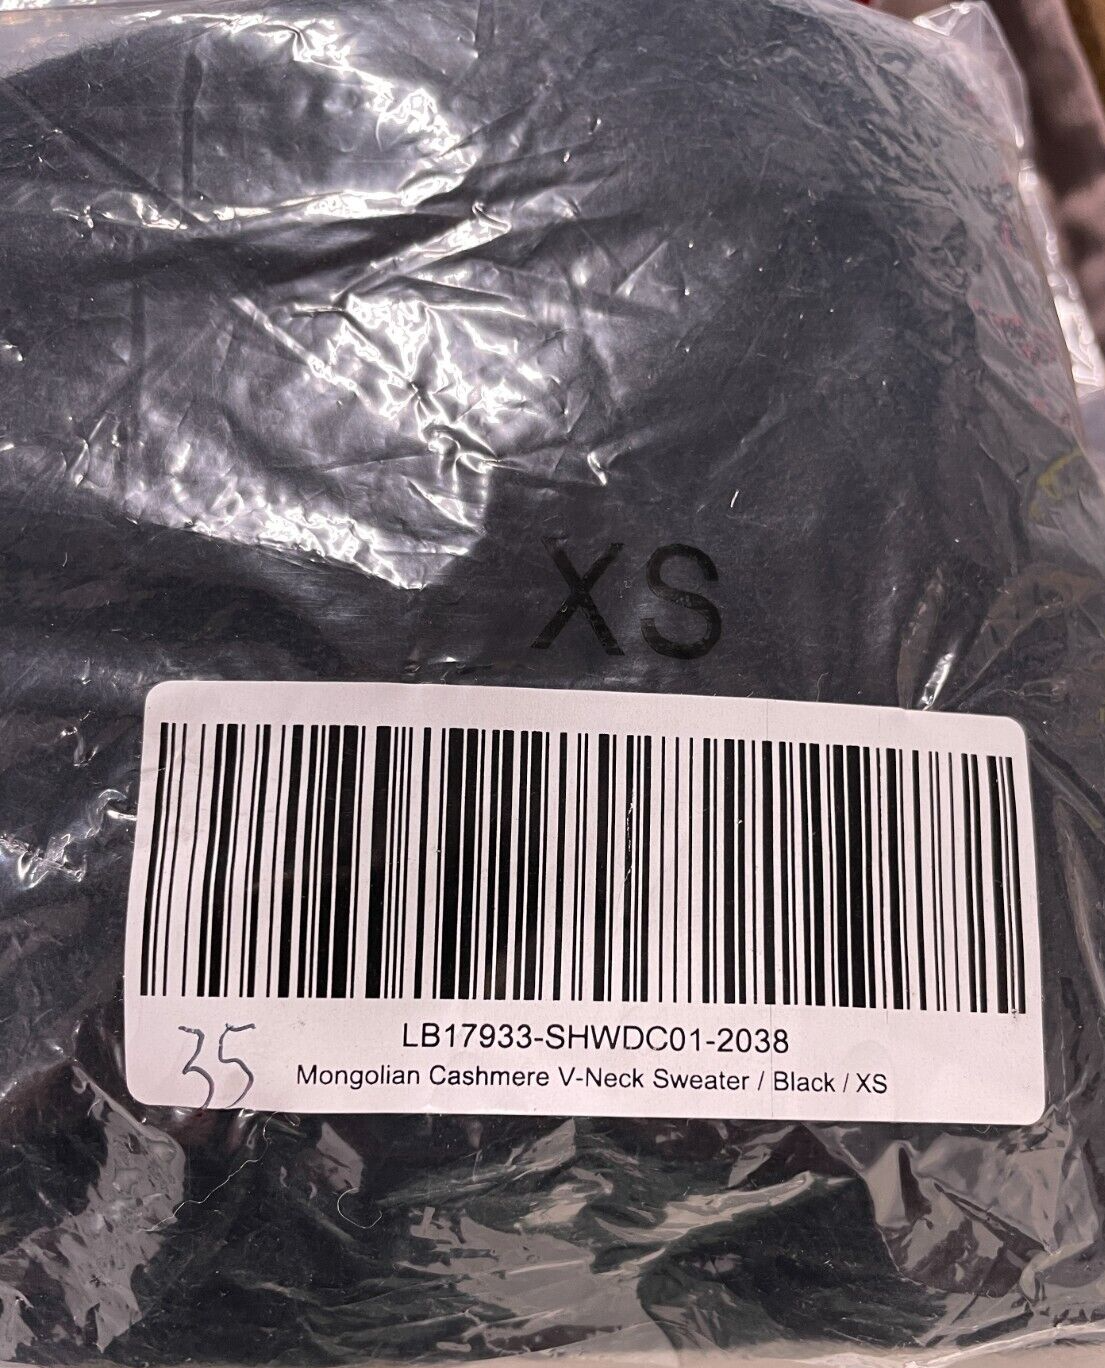 XS
LB17933-SHWDC01-2038
35
Mongolian Cashmere V-Neck Sweater / Black / XS